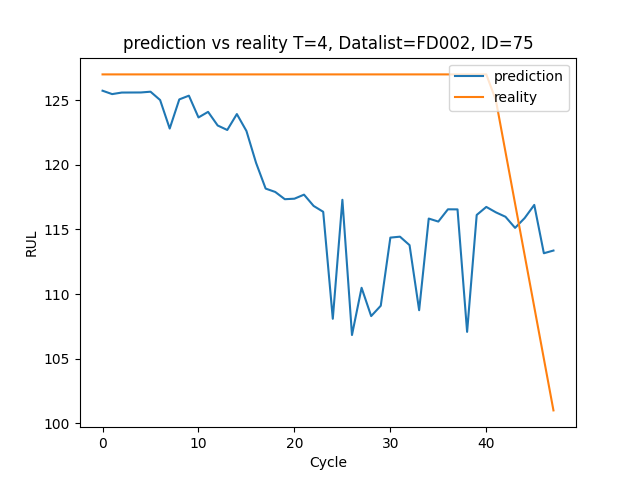 prediction vs reality T=4, Datalist=FD002, ID=75
prediction
reality
RUL
125
120
115
110
105
100
0
10
20
30
40
Cycle